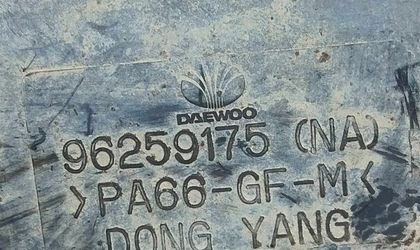 DAEWOO
96259175 (NA)
>PA66-GF-M<
DONG YANG